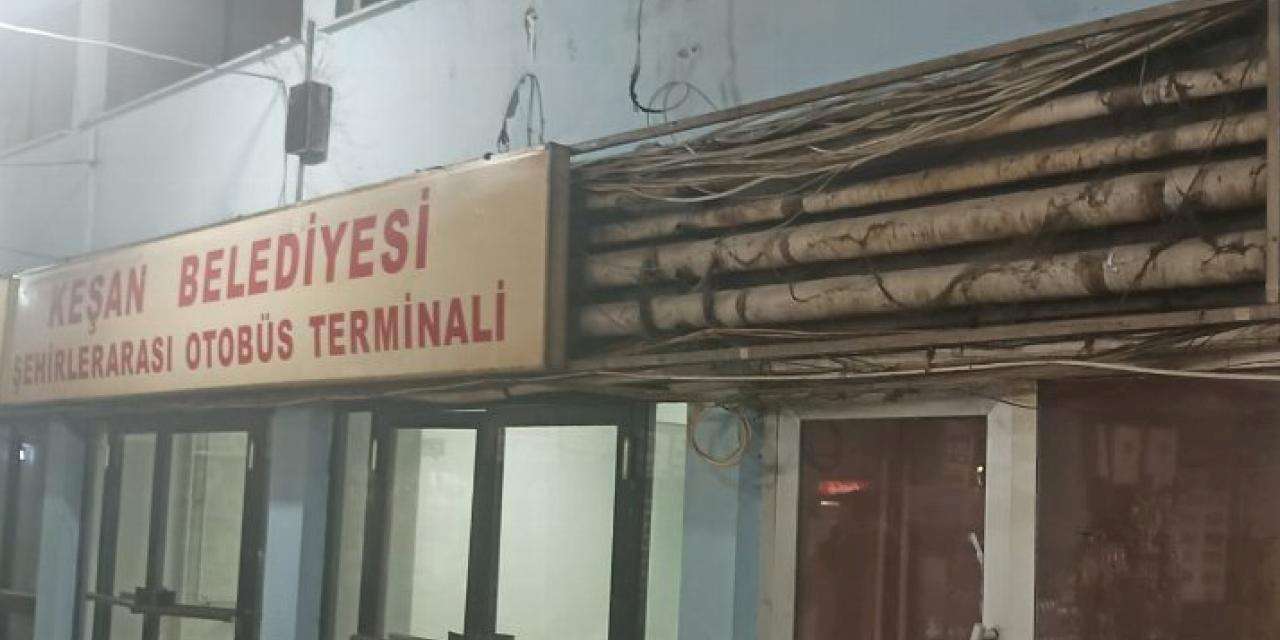 KEŞAN BELEDİYESİ
ŞEHİRLERARASI OTOBÜS TERMİNALİ